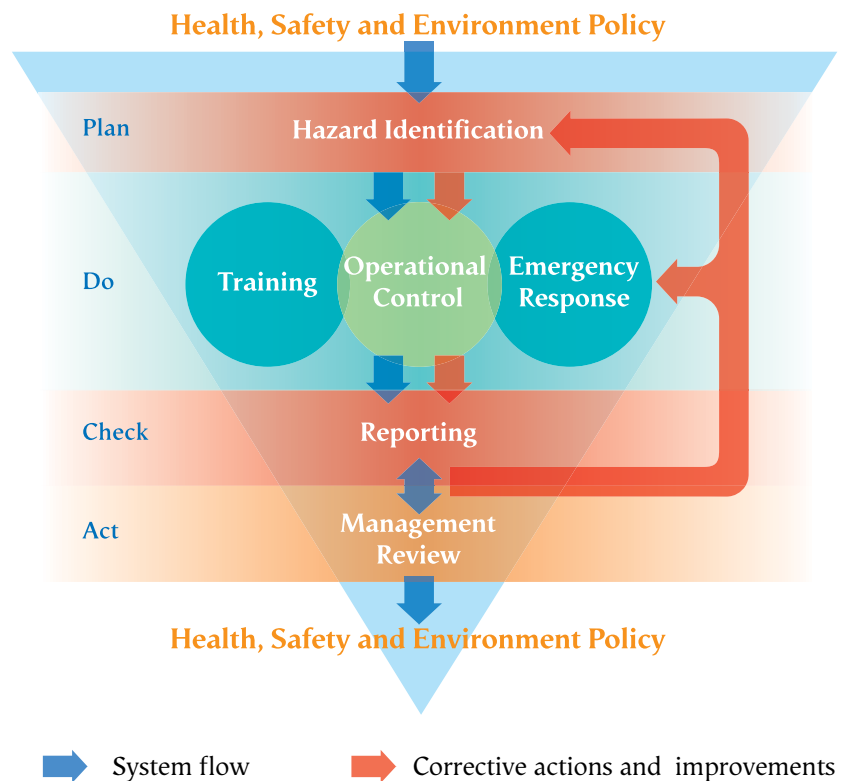 Health, Safety and Environment Policy
Plan
Hazard Identification
Do
Training
Operational
Control
Emergency
Response
Check
Reporting
Act
Management
Review
Health, Safety and Environment Policy
System flow
Corrective actions and improvements